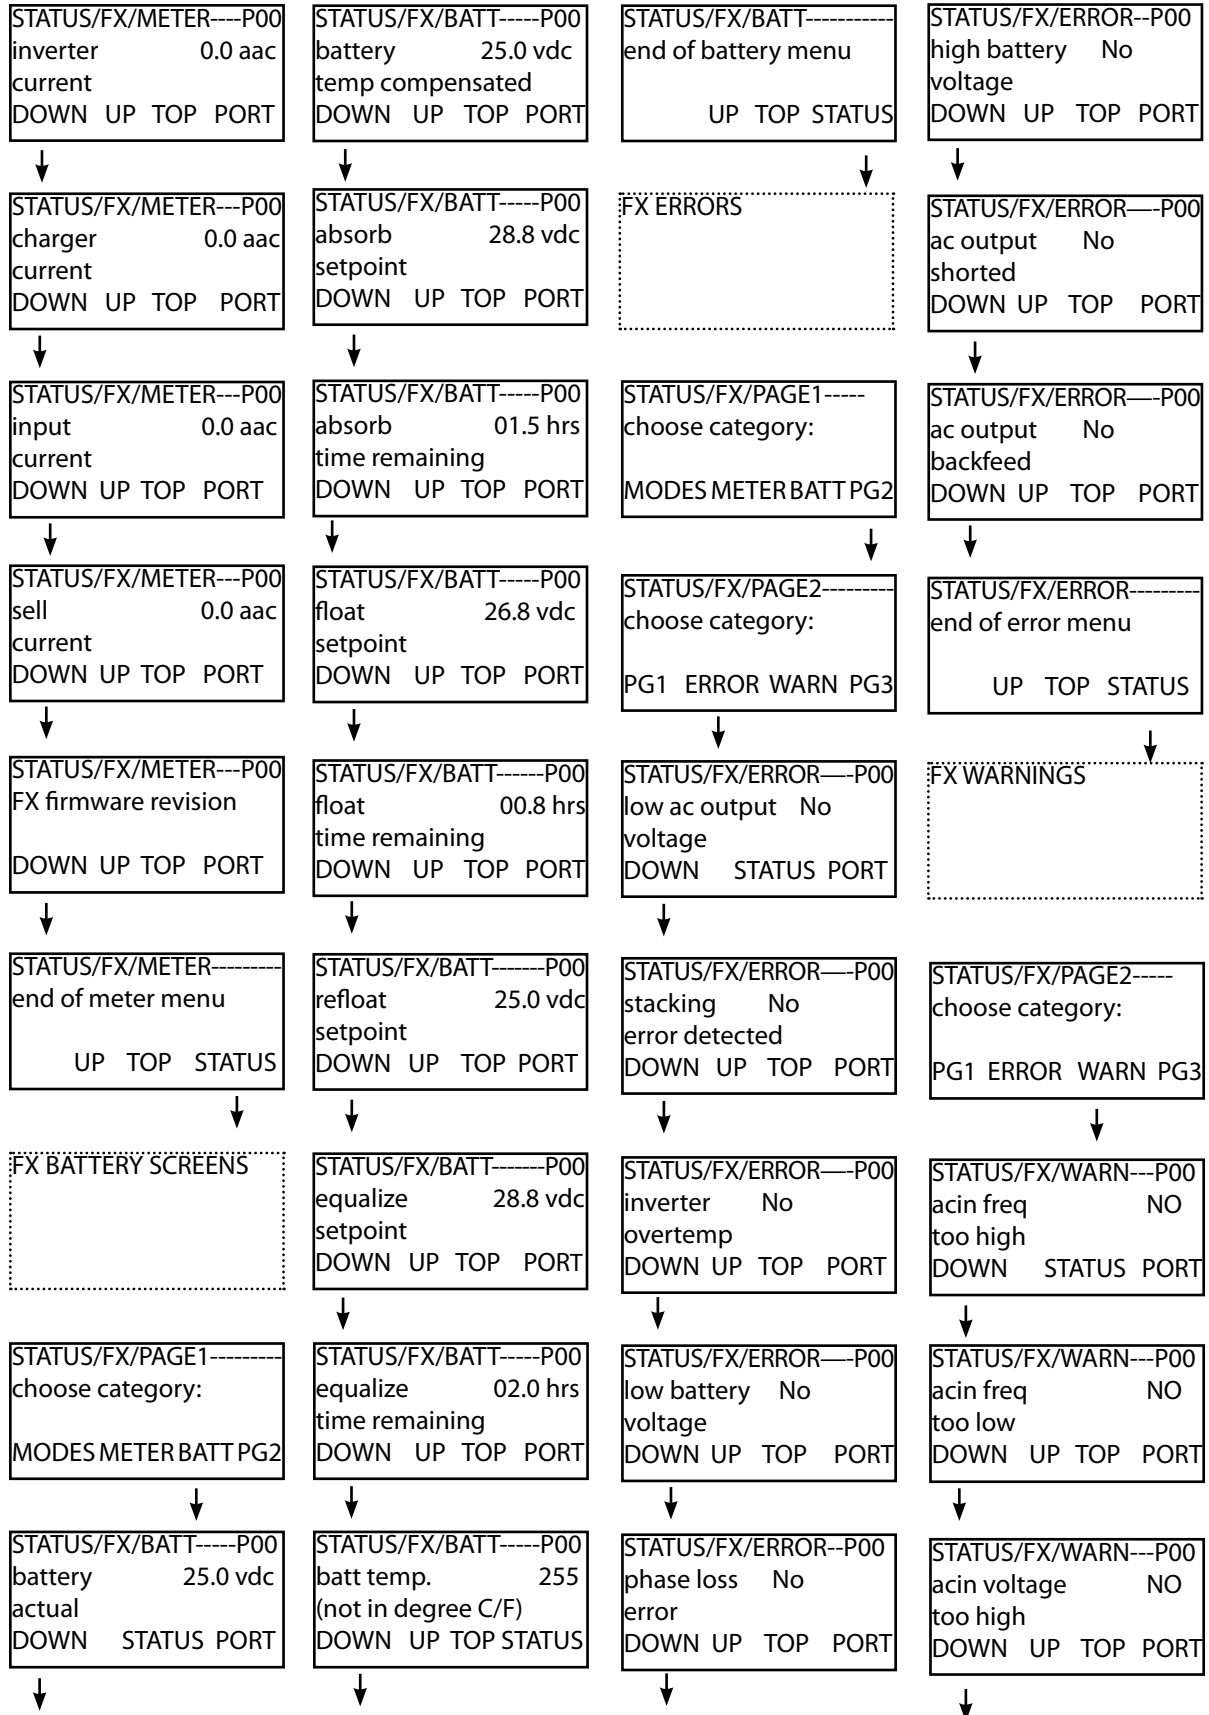 STATUS/FX/METER----P00
inverter 0.0 aac
current
DOWN UP TOP PORT
STATUS/FX/METER---P00
charger 0.0 aac
current
DOWN UP TOP PORT
STATUS/FX/METER---P00
input 0.0 aac
current
DOWN UP TOP PORT
STATUS/FX/METER---P00
sell 0.0 aac
current
DOWN UP TOP PORT
STATUS/FX/METER---P00
FX firmware revision
DOWN UP TOP PORT
STATUS/FX/METER---------
end of meter menu
UP TOP STATUS
FX BATTERY SCREENS
STATUS/FX/PAGE1---------
choose category:
MODES METER BATT PG2
STATUS/FX/BATT-----P00
battery 25.0 vdc
actual
DOWN STATUS PORT
STATUS/FX/BATT-----P00
battery 25.0 vdc
temp compensated
DOWN UP TOP PORT
STATUS/FX/BATT-----P00
absorb 28.8 vdc
setpoint
DOWN UP TOP PORT
STATUS/FX/BATT-----P00
absorb 01.5 hrs
time remaining
DOWN UP TOP PORT
STATUS/FX/BATT-----P00
float 26.8 vdc
setpoint
DOWN UP TOP PORT
STATUS/FX/BATT------P00
float 00.8 hrs
time remaining
DOWN UP TOP PORT
STATUS/FX/BATT-------P00
refloat 25.0 vdc
setpoint
DOWN UP TOP PORT
STATUS/FX/BATT-------P00
equalize 28.8 vdc
setpoint
DOWN UP TOP PORT
STATUS/FX/BATT-----P00
equalize 02.0 hrs
time remaining
DOWN UP TOP PORT
STATUS/FX/BATT-----P00
batt temp. 255
(not in degree C/F)
DOWN UP TOP STATUS
STATUS/FX/BATT-----------
end of battery menu
UP TOP STATUS
FX ERRORS
STATUS/FX/PAGE1-----
choose category:
MODES METER BATT PG2
STATUS/FX/PAGE2---------
choose category:
PG1 ERROR WARN PG3
STATUS/FX/ERROR—-P00
low ac output No
voltage
DOWN STATUS PORT
STATUS/FX/ERROR—-P00
stacking No
error detected
DOWN UP TOP PORT
STATUS/FX/ERROR—-P00
inverter No
overtemp
DOWN UP TOP PORT
STATUS/FX/ERROR—-P00
low battery No
voltage
DOWN UP TOP PORT
STATUS/FX/ERROR--P00
phase loss No
error
DOWN UP TOP PORT
STATUS/FX/ERROR--P00
high battery No
voltage
DOWN UP TOP PORT
STATUS/FX/ERROR—-P00
ac output No
shorted
DOWN UP TOP PORT
STATUS/FX/ERROR—-P00
ac output No
backfeed
DOWN UP TOP PORT
STATUS/FX/ERROR---------
end of error menu
UP TOP STATUS
FX WARNINGS
STATUS/FX/PAGE2-----
choose category:
PG1 ERROR WARN PG3
STATUS/FX/WARN---P00
acin freq NO
too high
DOWN STATUS PORT
STATUS/FX/WARN---P00
acin freq NO
too low
DOWN UP TOP PORT
STATUS/FX/WARN---P00
acin voltage NO
too high
DOWN UP TOP PORT